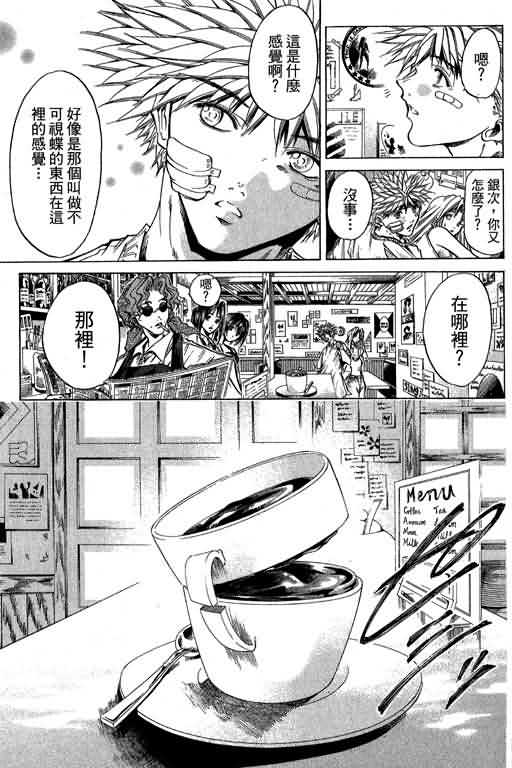 嗯？
銀次，你又
怎麼了？
沒事…
這是什麼
感覺啊？
好像是那個叫做不
可視蝶的東西在這
裡的感覺…
在哪裡？
嗯？
那裡！
MENU
Coffee Tea
Milk